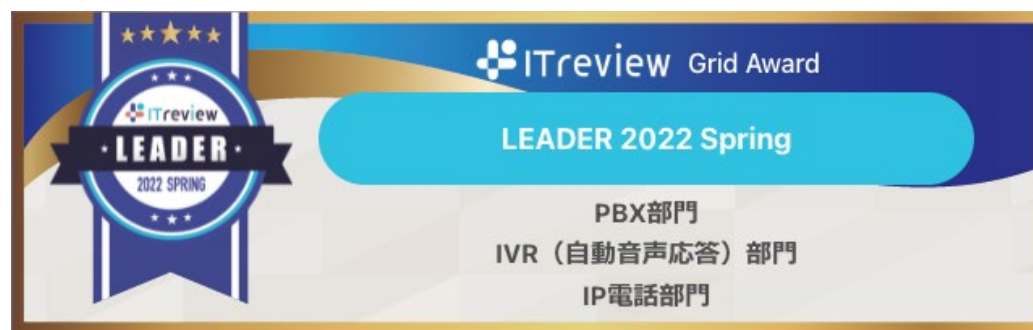 ITreview
LEADER
2022 SPRING
ITreview Grid Award
LEADER 2022 Spring
PBX部門
IVR（自動音声応答）部門
IP電話部門